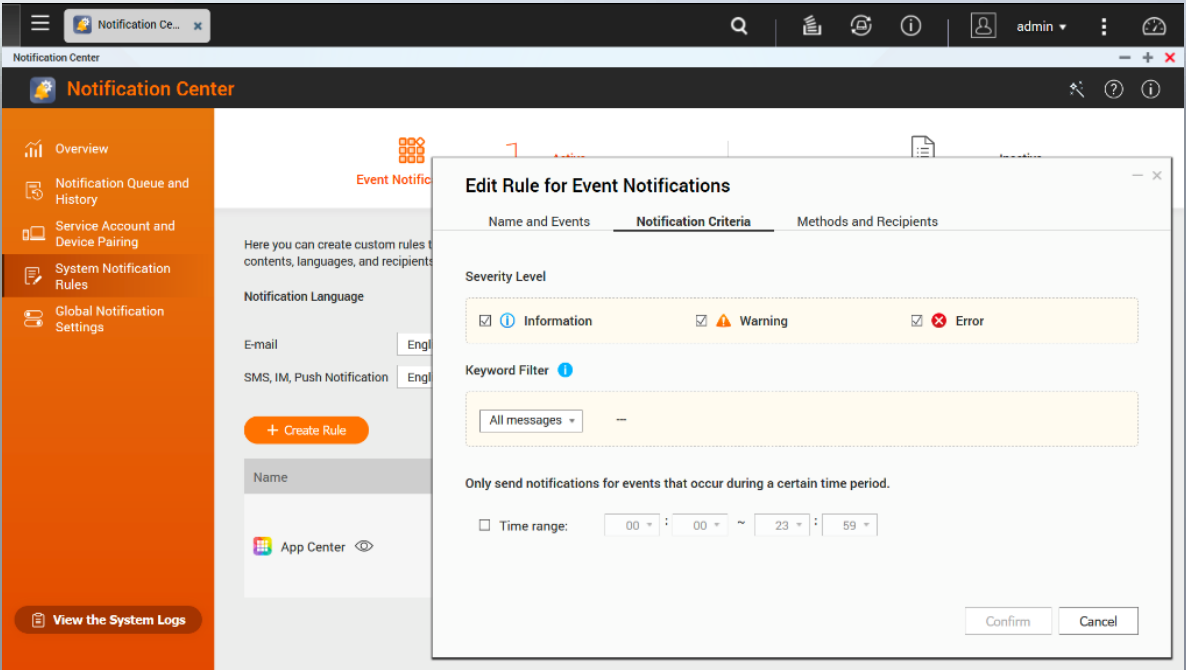 Notification Ce...
admin
Notification Center
Notification Center
Overview
Notification Queue and
History
Service Account and
Device Pairing
System Notification
Rules
Global Notification
Settings
View the System Logs
Event Notific
Active
Inactive
Here you can create custom rules t
contents, languages, and recipients
Notification Language
E-mail
Engl
SMS, IM, Push Notification
Engl
+ Create Rule
Name
App Center
Edit Rule for Event Notifications
Name and Events
Notification Criteria
Methods and Recipients
Severity Level
Information
Warning
Error
Keyword Filter
All messages
---
Only send notifications for events that occur during a certain time period.
Time range:
00 : 00 ~ 23 : 59
Confirm
Cancel